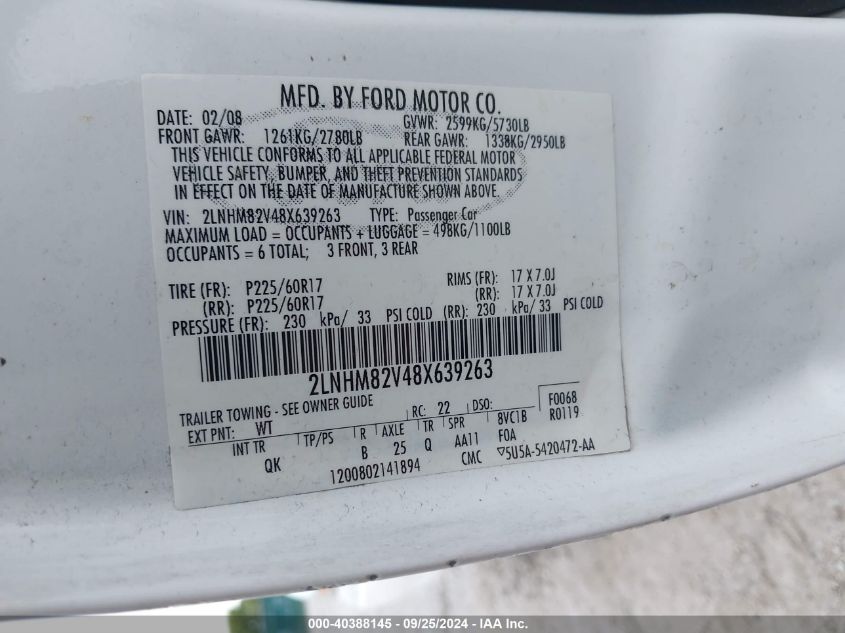 MFD. BY FORD MOTOR CO.
DATE: 02/08 GVWR: 2599KG/5730LB
FRONT GAWR: 1261KG/2780LB REAR GAWR: 1338KG/2950LB
THIS VEHICLE CONFORMS TO ALL APPLICABLE FEDERAL MOTOR
VEHICLE SAFETY, BUMPER, AND THEFT PREVENTION STANDARDS
IN EFFECT ON THE DATE OF MANUFACTURE SHOWN ABOVE.
VIN: 2LNHM82V48X639263 TYPE: Passenger Car
MAXIMUM LOAD = OCCUPANTS + LUGGAGE = 498KG/1100LB
OCCUPANTS = 6 TOTAL; 3 FRONT, 3 REAR
TIRE (FR): P225/60R17 RIMS (FR): 17 X 7.0J
(RR): P225/60R17 (RR): 17 X 7.0J
PRESSURE (FR): 230 kPa/ 33 PSI COLD (RR): 230 kPa/ 33 PSI COLD
2LNHM82V48X639263
TRAILER TOWING - SEE OWNER GUIDE
EXT PNT: WT RC: 22 DSO: F0068
R0119
INT TR TP/PS R AXLE TR SPR 8VC1B
QK B 25 Q AA11 FOA
1200802141894 CMC ▽5U5A-5420472-AA
000-40388145 - 09/25/2024 - IAA Inc.